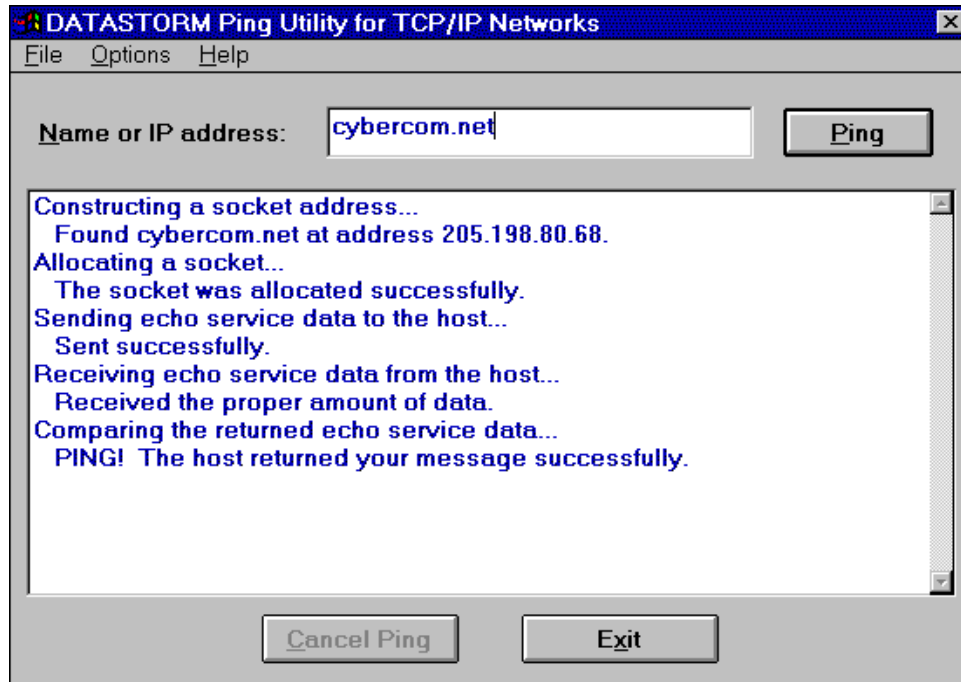 DATASTORM Ping Utility for TCP/IP Networks
File Options Help
Name or IP address: cybercom.net Ping
Constructing a socket address...
Found cybercom.net at address 205.198.80.68.
Allocating a socket...
The socket was allocated successfully.
Sending echo service data to the host...
Sent successfully.
Receiving echo service data from the host...
Received the proper amount of data.
Comparing the returned echo service data...
PING!  The host returned your message successfully.
Cancel Ping Exit